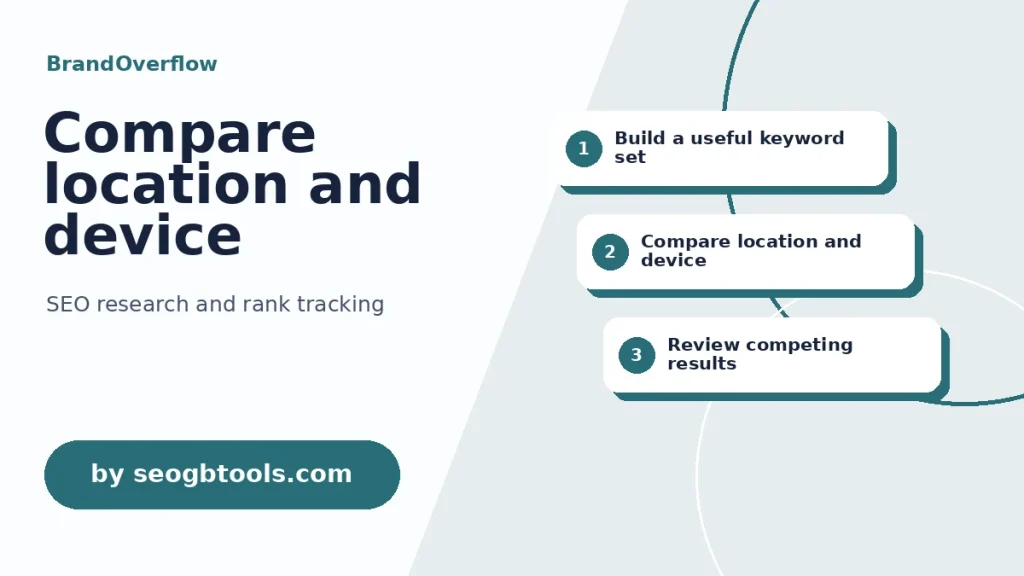 BrandOverflow
Compare
location and
device
SEO research and rank tracking
by seogbtools.com
1
Build a useful keyword
set
2
Compare location and
device
3
Review competing
results